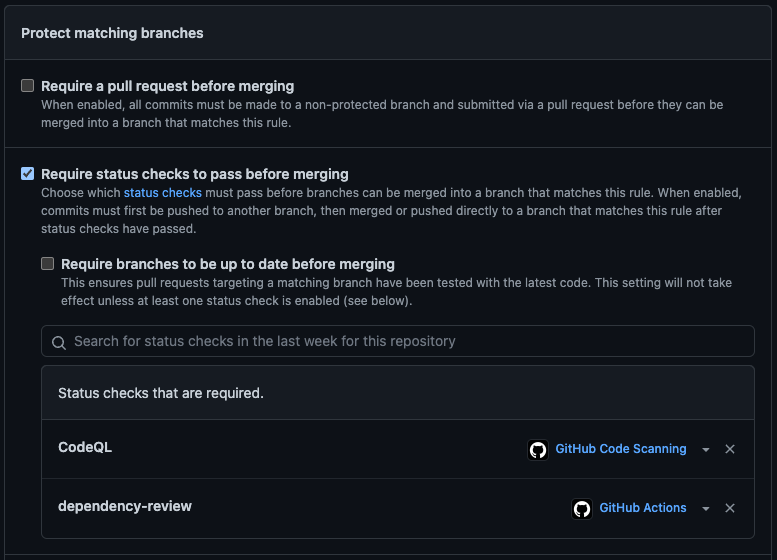 Protect matching branches
Require a pull request before merging
When enabled, all commits must be made to a non-protected branch and submitted via a pull request before they can be
merged into a branch that matches this rule.
Require status checks to pass before merging
Choose which status checks must pass before branches can be merged into a branch that matches this rule. When enabled,
commits must first be pushed to another branch, then merged or pushed directly to a branch that matches this rule after
status checks have passed.
Require branches to be up to date before merging
This ensures pull requests targeting a matching branch have been tested with the latest code. This setting will not take
effect unless at least one status check is enabled (see below).
Search for status checks in the last week for this repository
Status checks that are required.
CodeQL GitHub Code Scanning
dependency-review GitHub Actions